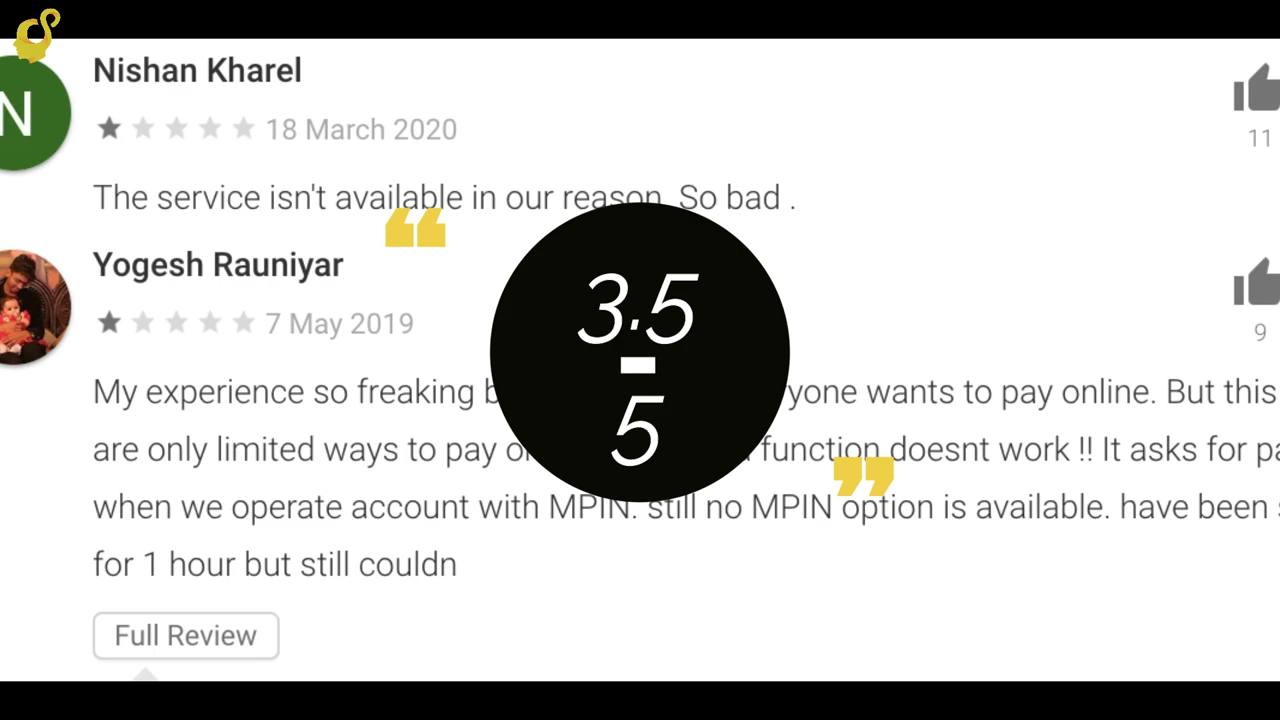 N
Nishan Kharel
18 March 2020
11
The service isn't available in our reason. So bad .
Yogesh Rauniyar
7 May 2019
9
3.5
-
5
My experience so freaking yone wants to pay online. But this
are only limited ways to pay function doesnt work !! It asks for
when we operate account with MPIN. still no MPIN option is available. have been
for 1 hour but still couldn
Full Review